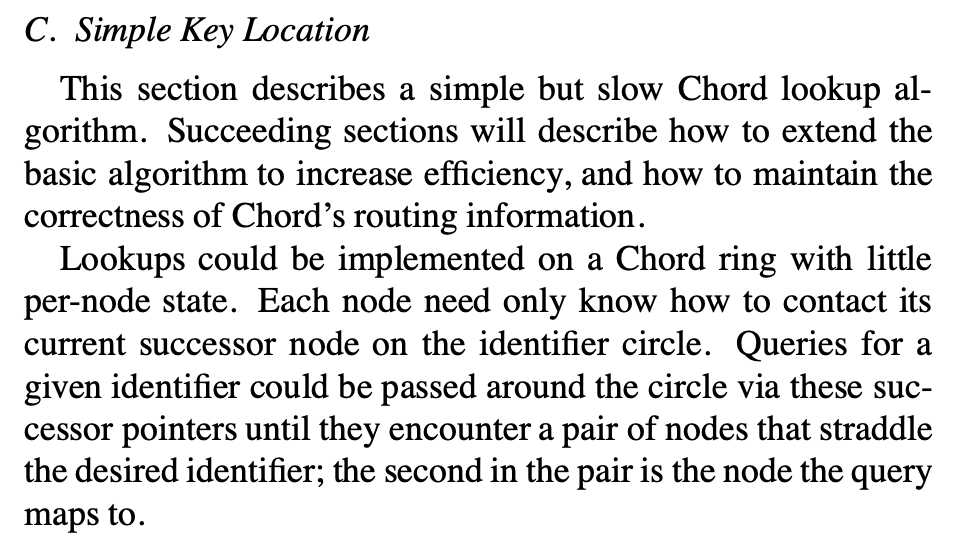 C. Simple Key Location
This section describes a simple but slow Chord lookup al-
gorithm. Succeeding sections will describe how to extend the
basic algorithm to increase efficiency, and how to maintain the
correctness of Chord's routing information.
Lookups could be implemented on a Chord ring with little
per-node state. Each node need only know how to contact its
current successor node on the identifier circle. Queries for a
given identifier could be passed around the circle via these suc-
cessor pointers until they encounter a pair of nodes that straddle
the desired identifier; the second in the pair is the node the query
maps to.